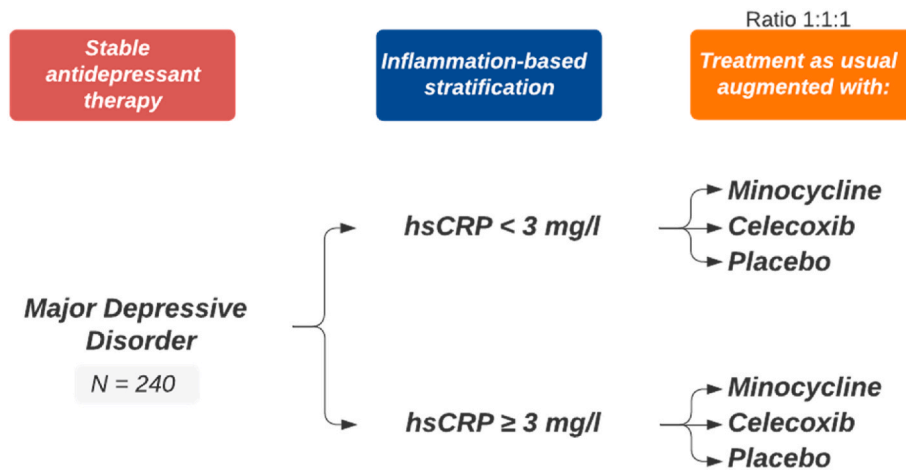 Ratio 1:1:1
Stable
antidepressant
therapy
Inflammation-based
stratification
Treatment as usual
augmented with:
Major Depressive
Disorder
N = 240
hsCRP < 3 mg/l
Minocycline
Celecoxib
Placebo
hsCRP ≥ 3 mg/l
Minocycline
Celecoxib
Placebo